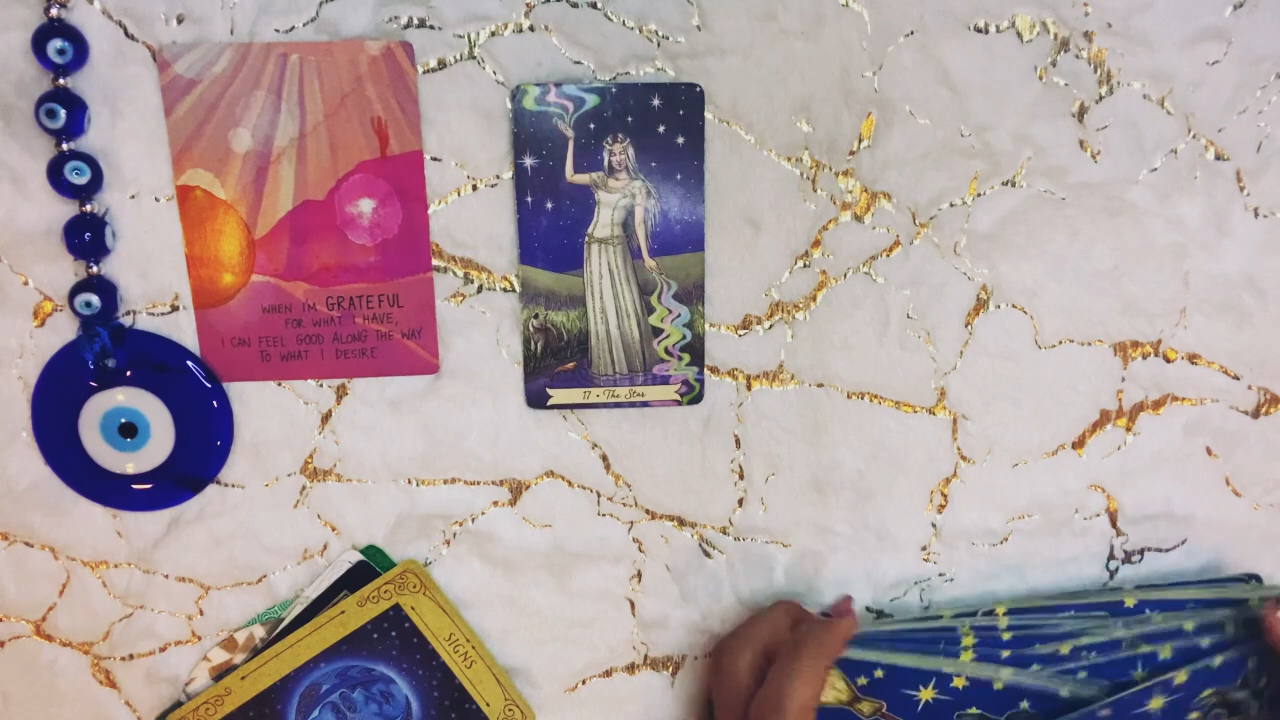 WHEN I'M GRATEFUL
FOR WHAT I HAVE,
I CAN FEEL GOOD ALONG THE WAY
TO WHAT I DESIRE
17 • The Star
SIGNS